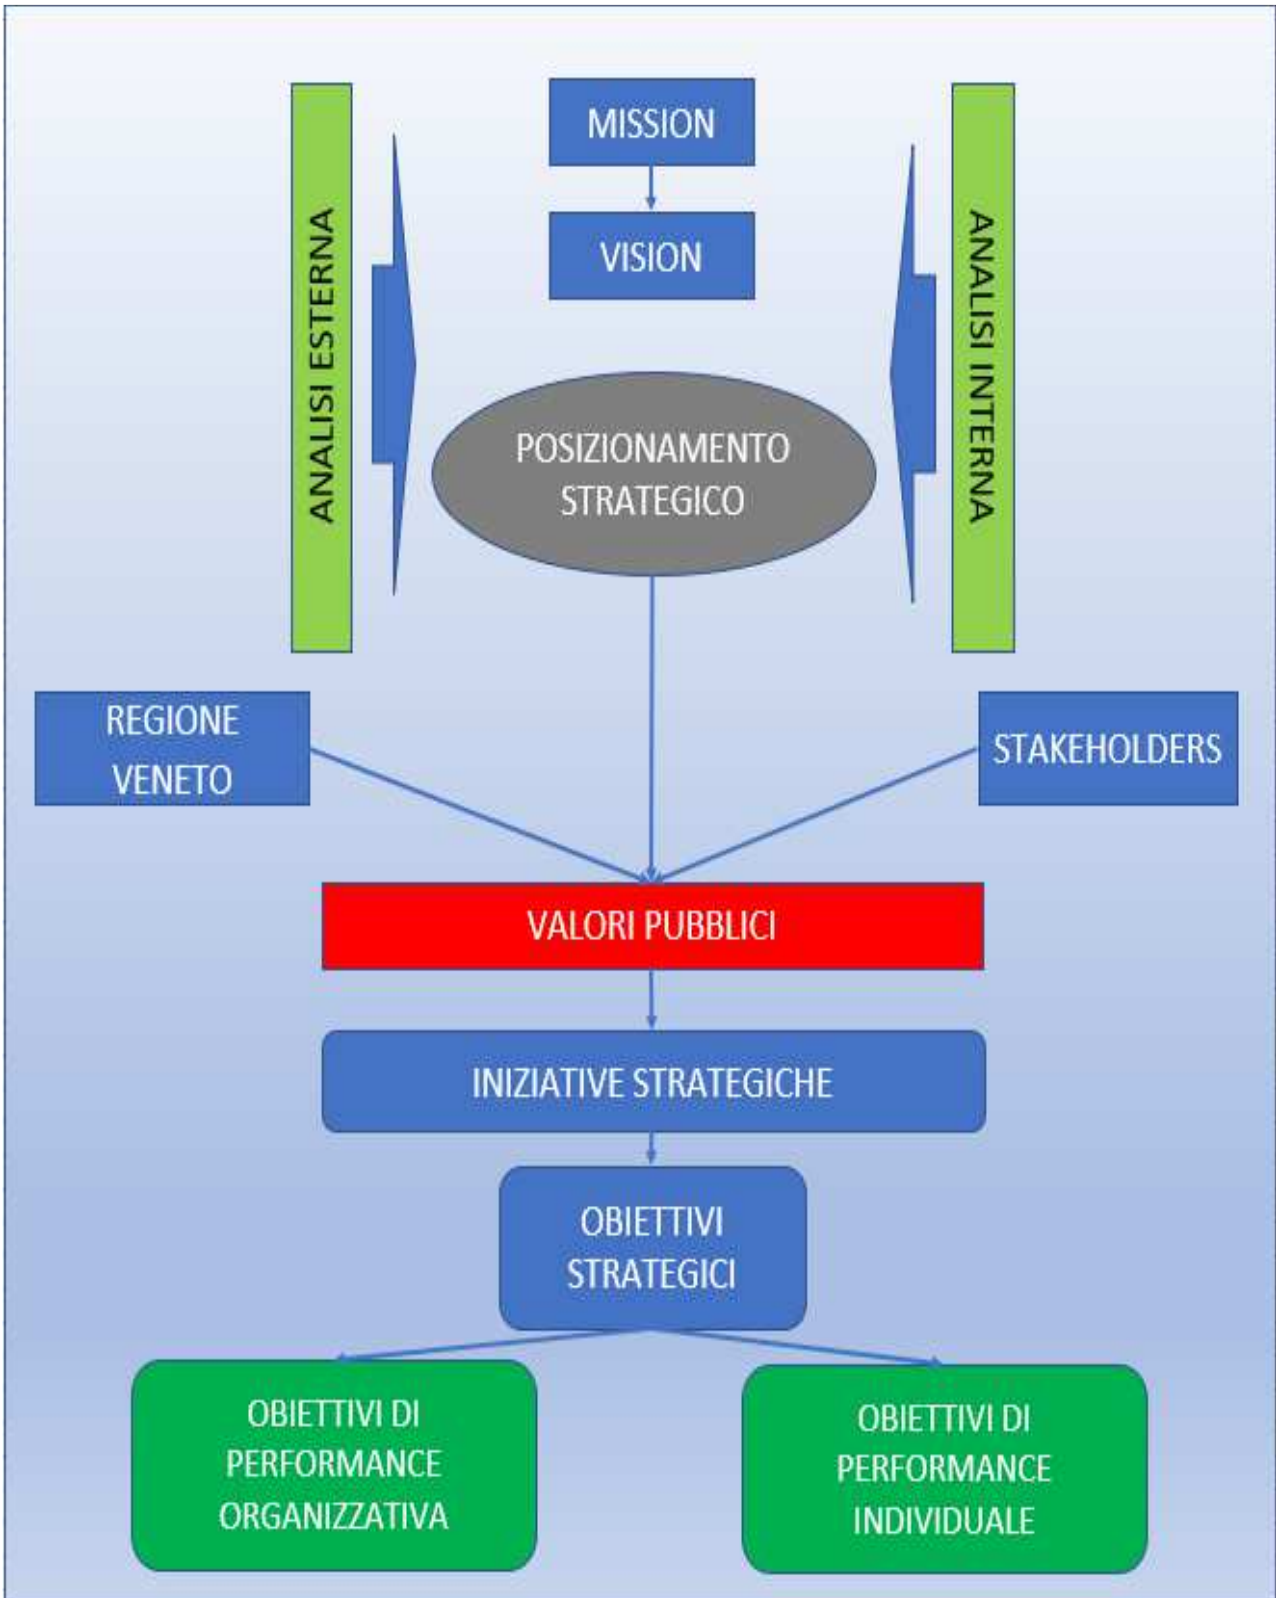 MISSION
VISION
ANALISI ESTERNA
ANALISI INTERNA
POSIZIONAMENTO
STRATEGICO
REGIONE
VENETO
STAKEHOLDERS
VALORI PUBBLICI
INIZIATIVE STRATEGICHE
OBIETTIVI
STRATEGICI
OBIETTIVI DI
PERFORMANCE
ORGANIZZATIVA
OBIETTIVI DI
PERFORMANCE
INDIVIDUALE